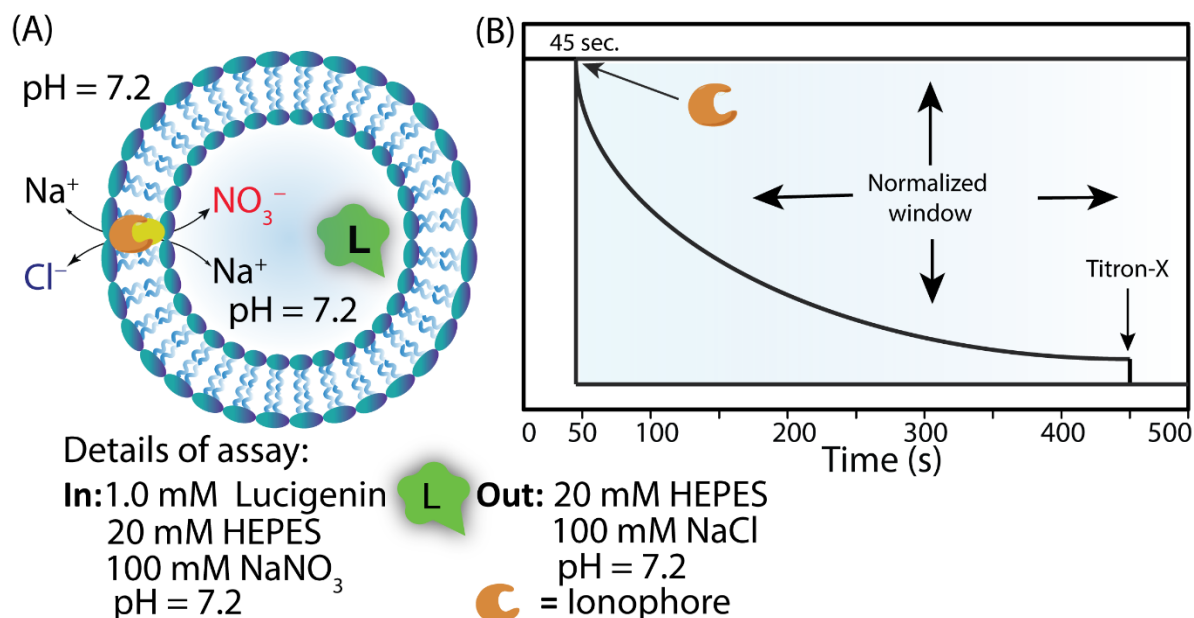 (A)
pH = 7.2
Na⁺
NO₃⁻
L
Cl⁻
Na⁺
pH = 7.2
(B)
45 sec.
Normalized
window
Titron-X
0 50 100 200 300 400 500
Time (s)
Details of assay:
In: 1.0 mM Lucigenin
20 mM HEPES
100 mM NaNO₃
pH = 7.2
L
Out: 20 mM HEPES
100 mM NaCl
pH = 7.2
= Ionophore